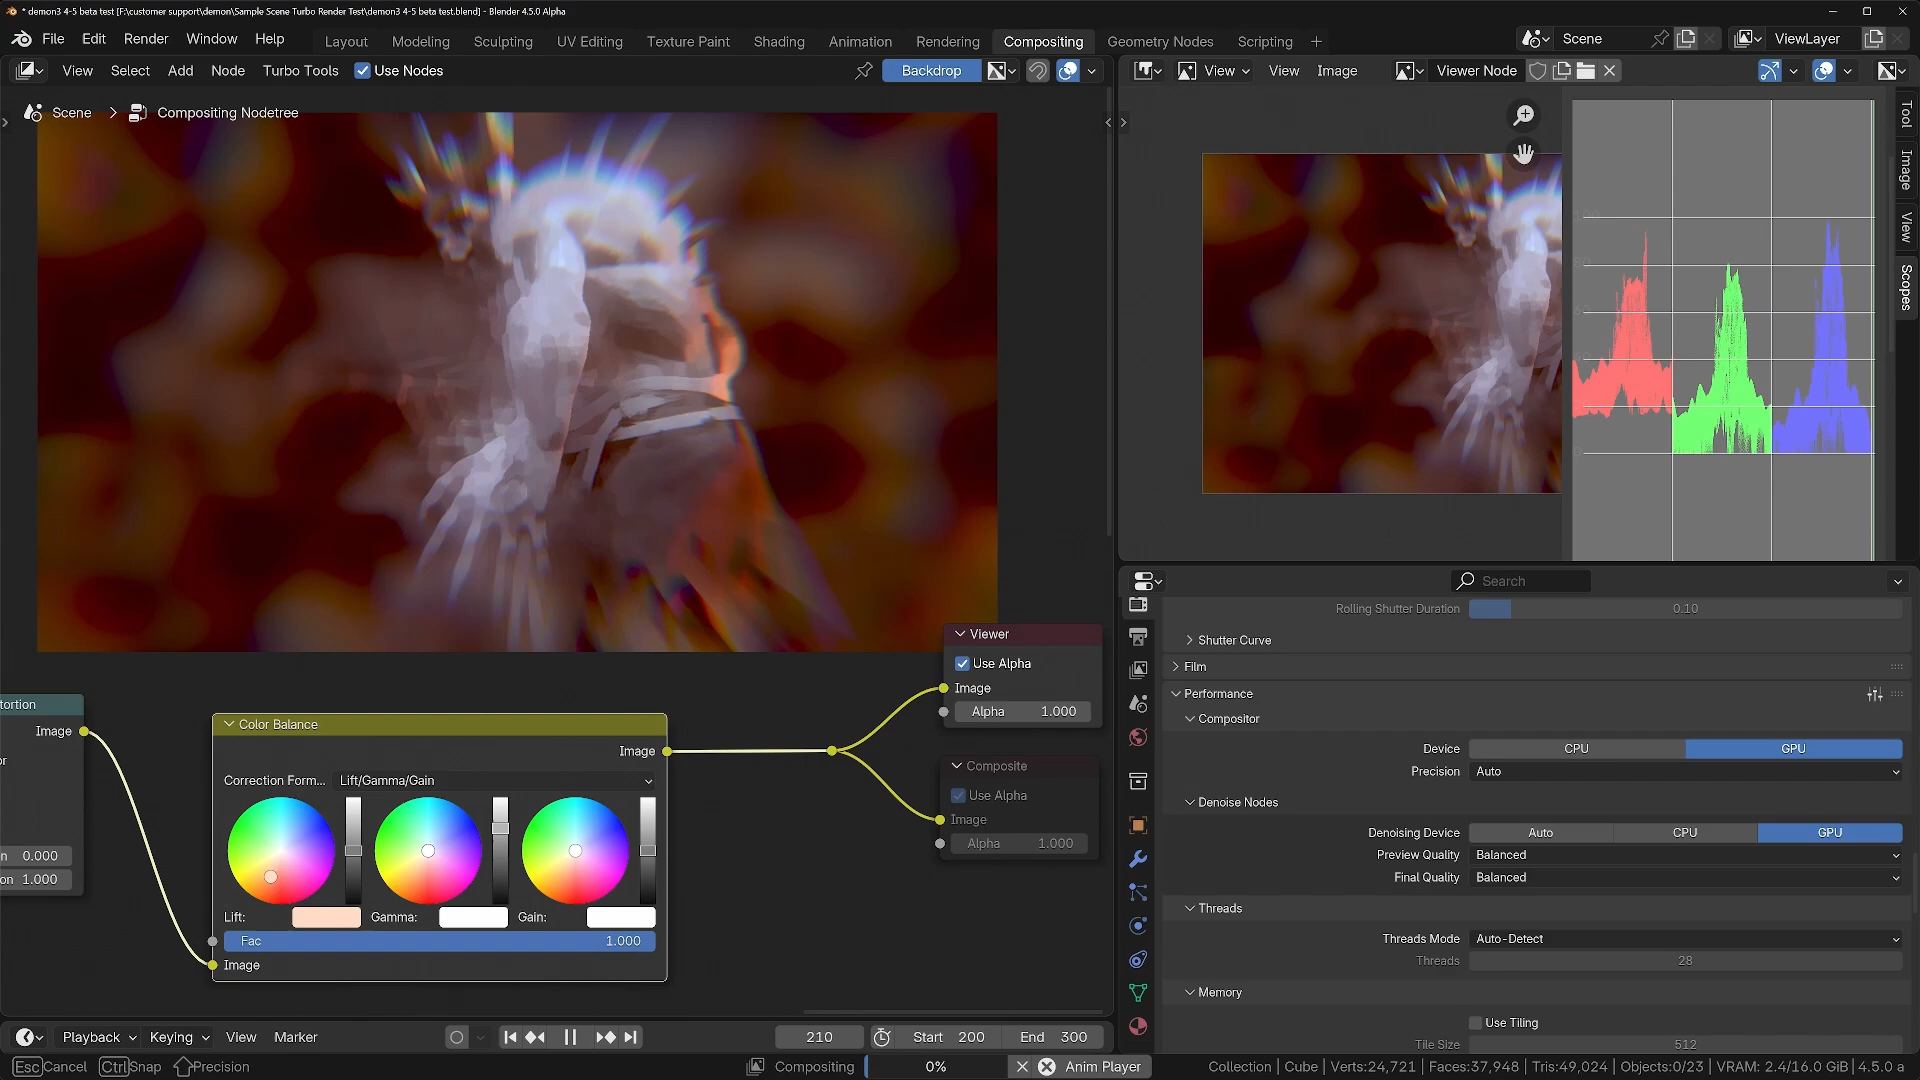 * demon3 4-5 beta test [F:\customer support\demon\Sample Scene Turbo Render Test\demon3 4-5 beta test.blend] - Blender 4.5.0 Alpha
File Edit Render Window Help Layout Modeling Sculpting UV Editing Texture Paint Shading Animation Rendering Compositing Geometry Nodes Scripting + Scene ViewLayer
View Select Add Node Turbo Tools Use Nodes Backdrop View View Image Viewer Node
Scene > Compositing Nodetree
Tool
Image
View
Scopes
Search
Rolling Shutter Duration 0.10
Shutter Curve
Film
Performance
Compositor
Device CPU GPU
Precision Auto
Denoise Nodes
Denoising Device Auto CPU GPU
Preview Quality Balanced
Final Quality Balanced
Threads
Threads Mode Auto-Detect
Threads 28
Memory
Use Tiling
Tile Size 512
Viewer
Use Alpha
Image
Alpha 1.000
Composite
Use Alpha
Image
Alpha 1.000
tortion
Image
or
n 0.000
on 1.000
Color Balance
Image
Correction Form... Lift/Gamma/Gain
Lift: Gamma: Gain:
Fac 1.000
Image
Playback Keying View Marker 210 Start 200 End 300
Esc Cancel Ctrl Snap Precision Compositing 0% Anim Player Collection | Cube | Verts:24,721 | Faces:37,948 | Tris:49,024 | Objects:0/23 | VRAM: 2.4/16.0 GiB | 4.5.0 a